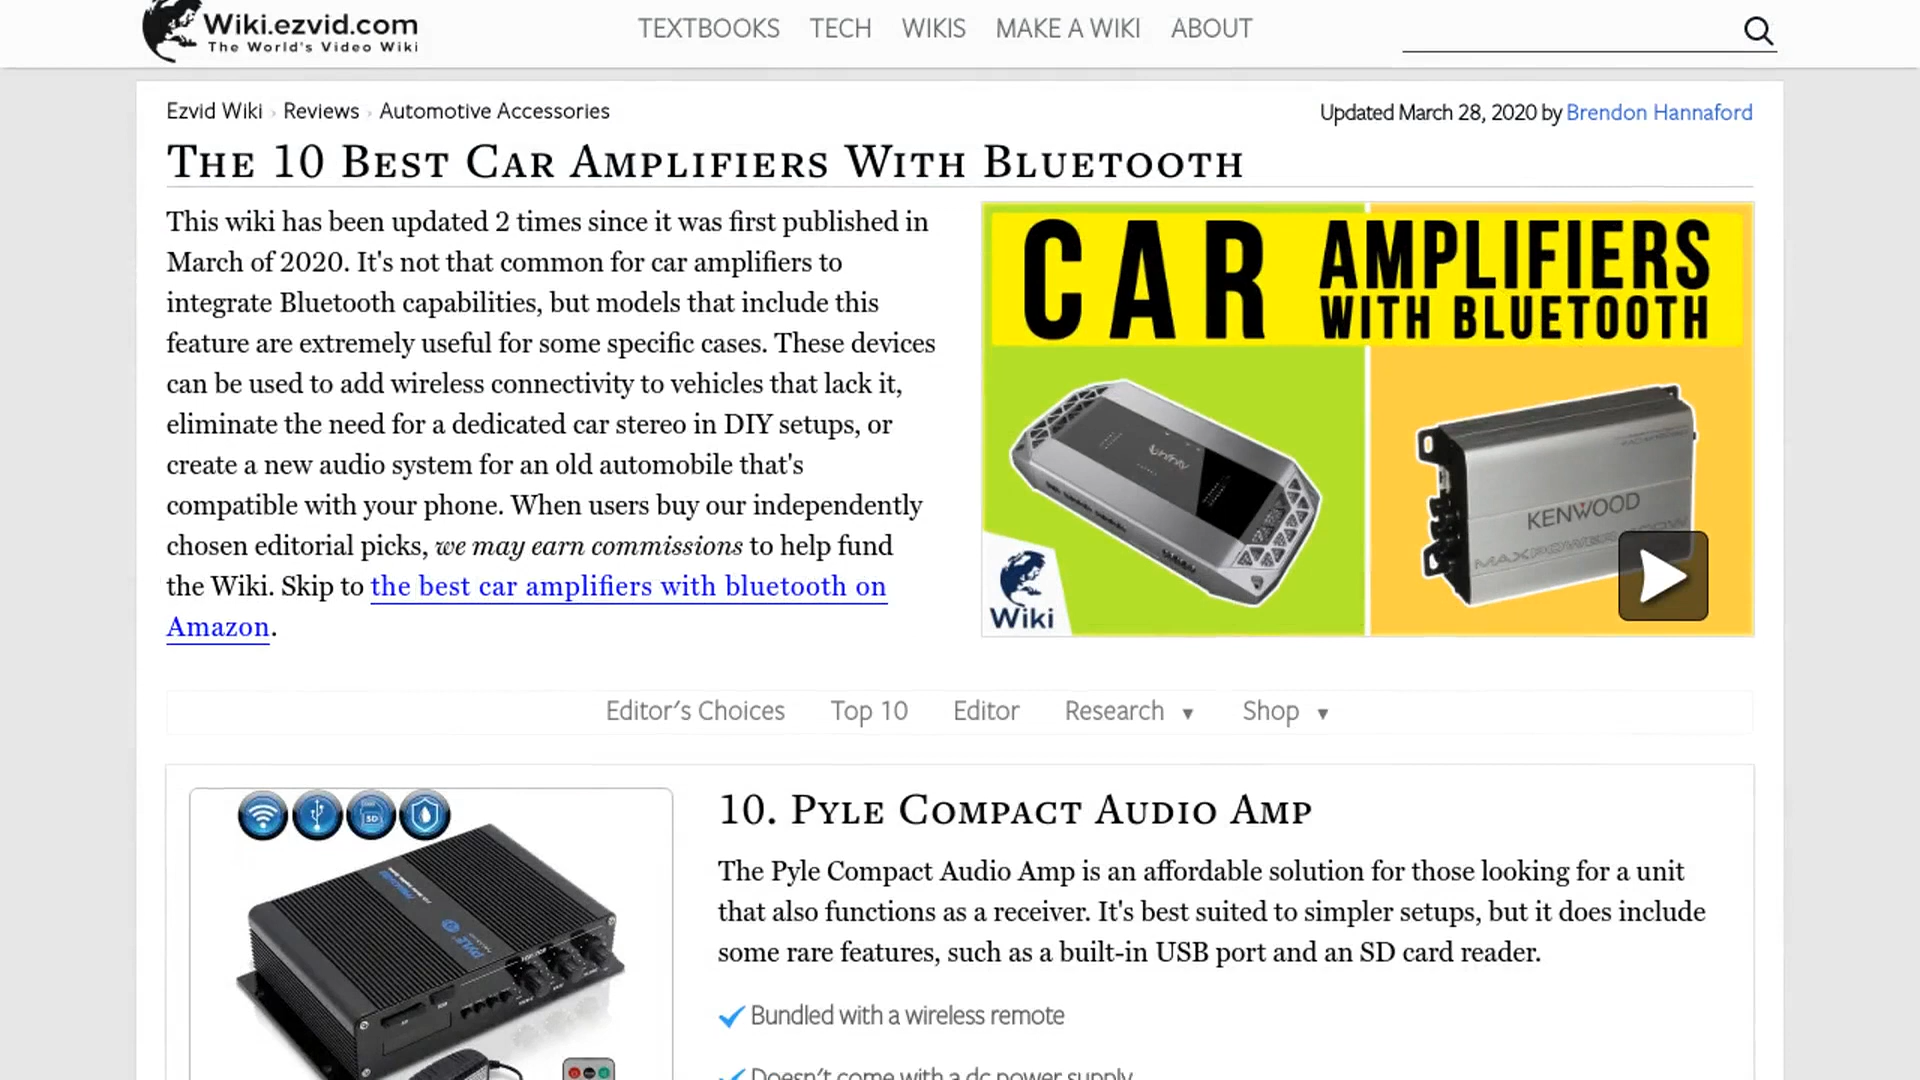 Wiki.ezvid.com
The World's Video Wiki
TEXTBOOKS TECH WIKIS MAKE A WIKI ABOUT
Ezvid Wiki › Reviews › Automotive Accessories
Updated March 28, 2020 by Brendon Hannaford
The 10 Best Car Amplifiers With Bluetooth
This wiki has been updated 2 times since it was first published in
March of 2020. It's not that common for car amplifiers to
integrate Bluetooth capabilities, but models that include this
feature are extremely useful for some specific cases. These devices
can be used to add wireless connectivity to vehicles that lack it,
eliminate the need for a dedicated car stereo in DIY setups, or
create a new audio system for an old automobile that's
compatible with your phone. When users buy our independently
chosen editorial picks, we may earn commissions to help fund
the Wiki. Skip to the best car amplifiers with bluetooth on
Amazon.
CAR AMPLIFIERS
WITH BLUETOOTH
Infinity
KENWOOD
Wiki
Editor's Choices Top 10 Editor Research ▼ Shop ▼
SD
PYLE
10. Pyle Compact Audio Amp
The Pyle Compact Audio Amp is an affordable solution for those looking for a unit
that also functions as a receiver. It's best suited to simpler setups, but it does include
some rare features, such as a built-in USB port and an SD card reader.
Bundled with a wireless remote
Doesn't come with a dc power supply